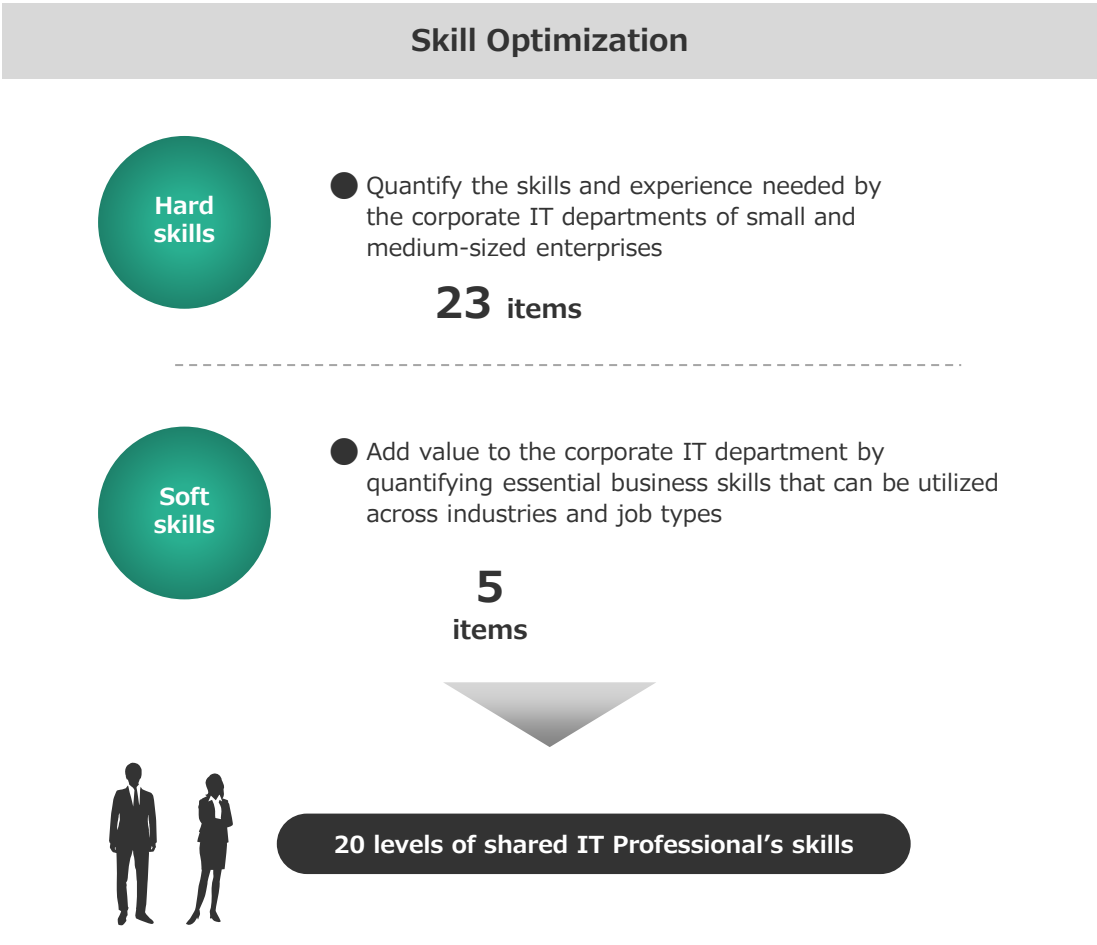 Skill Optimization
Hard
skills
● Quantify the skills and experience needed by
the corporate IT departments of small and
medium-sized enterprises
23 items
Soft
skills
● Add value to the corporate IT department by
quantifying essential business skills that can be utilized
across industries and job types
5
items
20 levels of shared IT Professional’s skills